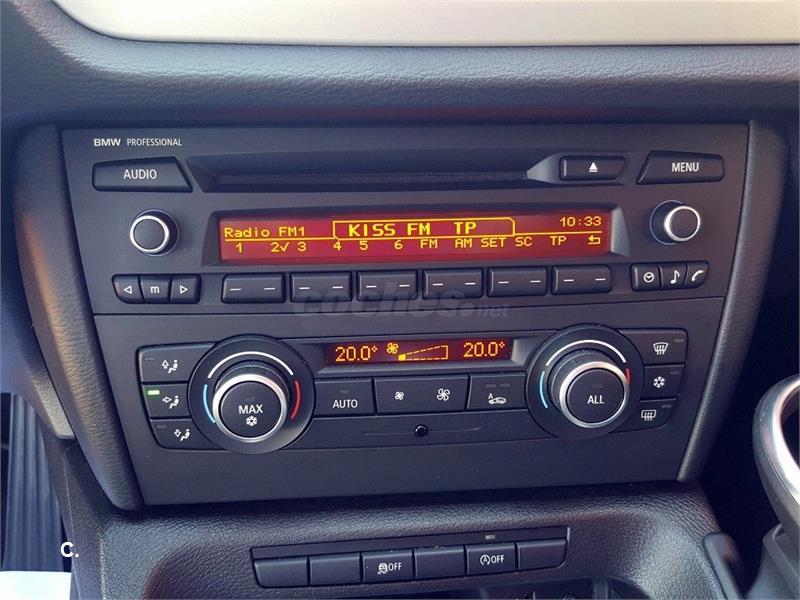 BMW PROFESSIONAL
AUDIO
MENU
Radio FM1 KISS FM TP 10:33
1 2✓ 3 4 5 6 FM AM SET SC TP
m
coches.net
20.0° 20.0°
MAX
AUTO
ALL
OFF
OFF
C.